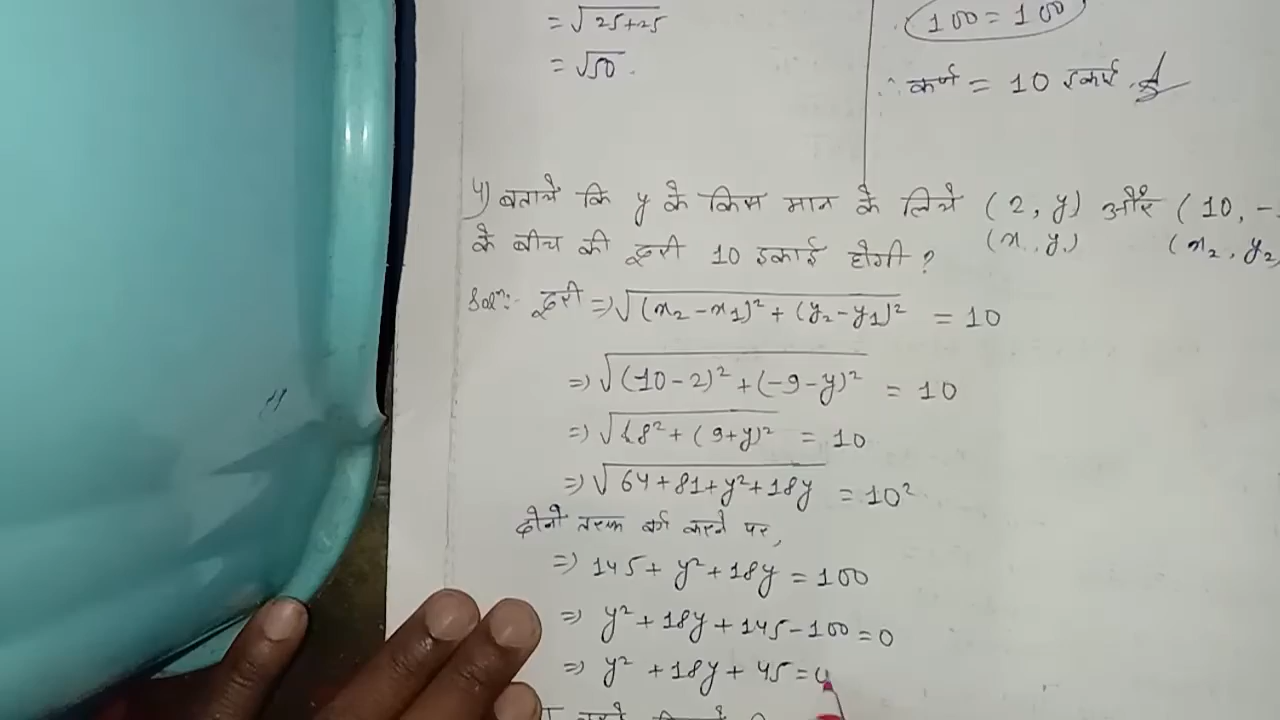 = √25+25
= √50.
100 = 100
∴ कर्ण = 10 इकाई
4) बताये कि y के किस मान के लिये (2, y) और (10, -
(x, y,) (x₂, y₂
के बीच की दूरी 10 इकाई होगी ?
Solⁿ:- दूरी ⇒ √(x₂-x₁)² + (y₂-y₁)² = 10
⇒ √(10-2)² + (-9-y)² = 10
⇒ √8² + (9+y)² = 10
⇒ √64+81+y²+18y = 10²
दोनो तरफ वर्ग करने पर,
⇒ 145 + y² + 18y = 100
⇒ y² + 18y + 145 - 100 = 0
⇒ y² + 18y + 45 = 0